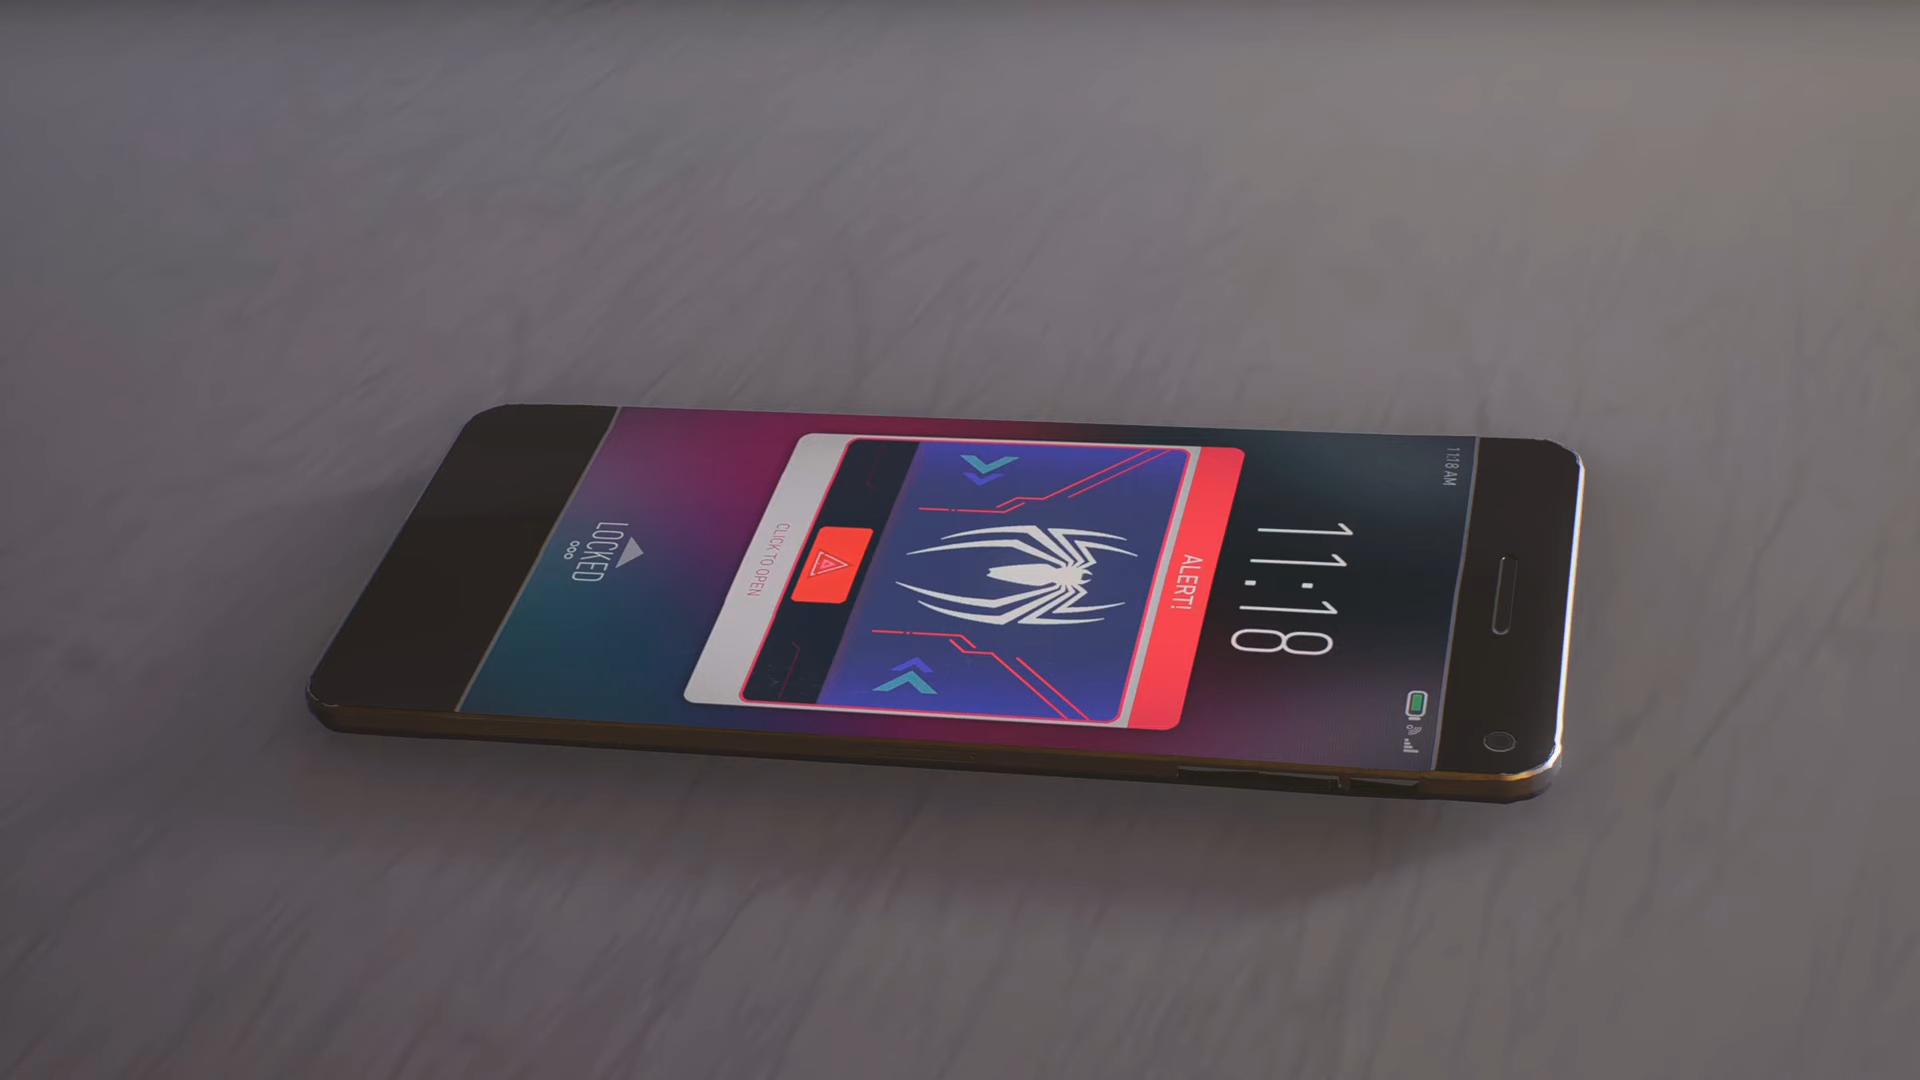 11:18 AM
11:18
ALERT!
CLICK TO OPEN
LOCKED